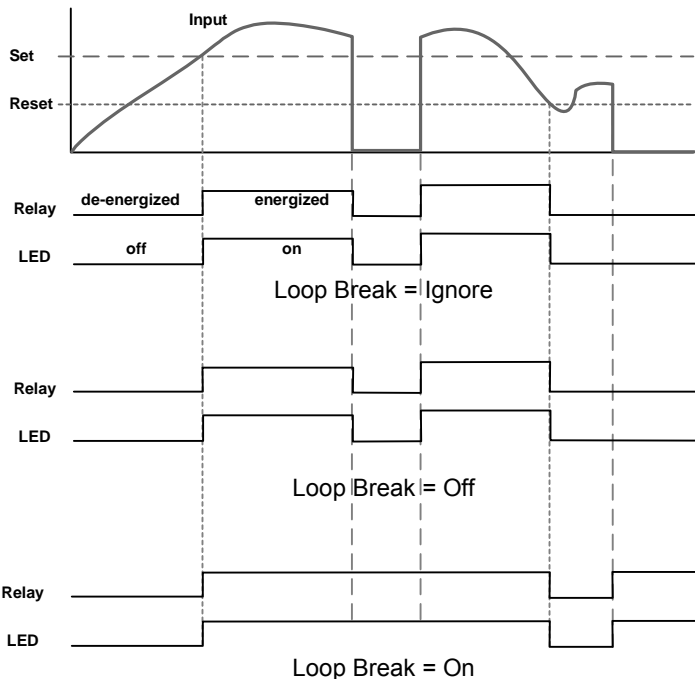 Input
Set
Reset
Relay de-energized energized
LED off on
Loop Break = Ignore
Relay
LED
Loop Break = Off
Relay
LED
Loop Break = On